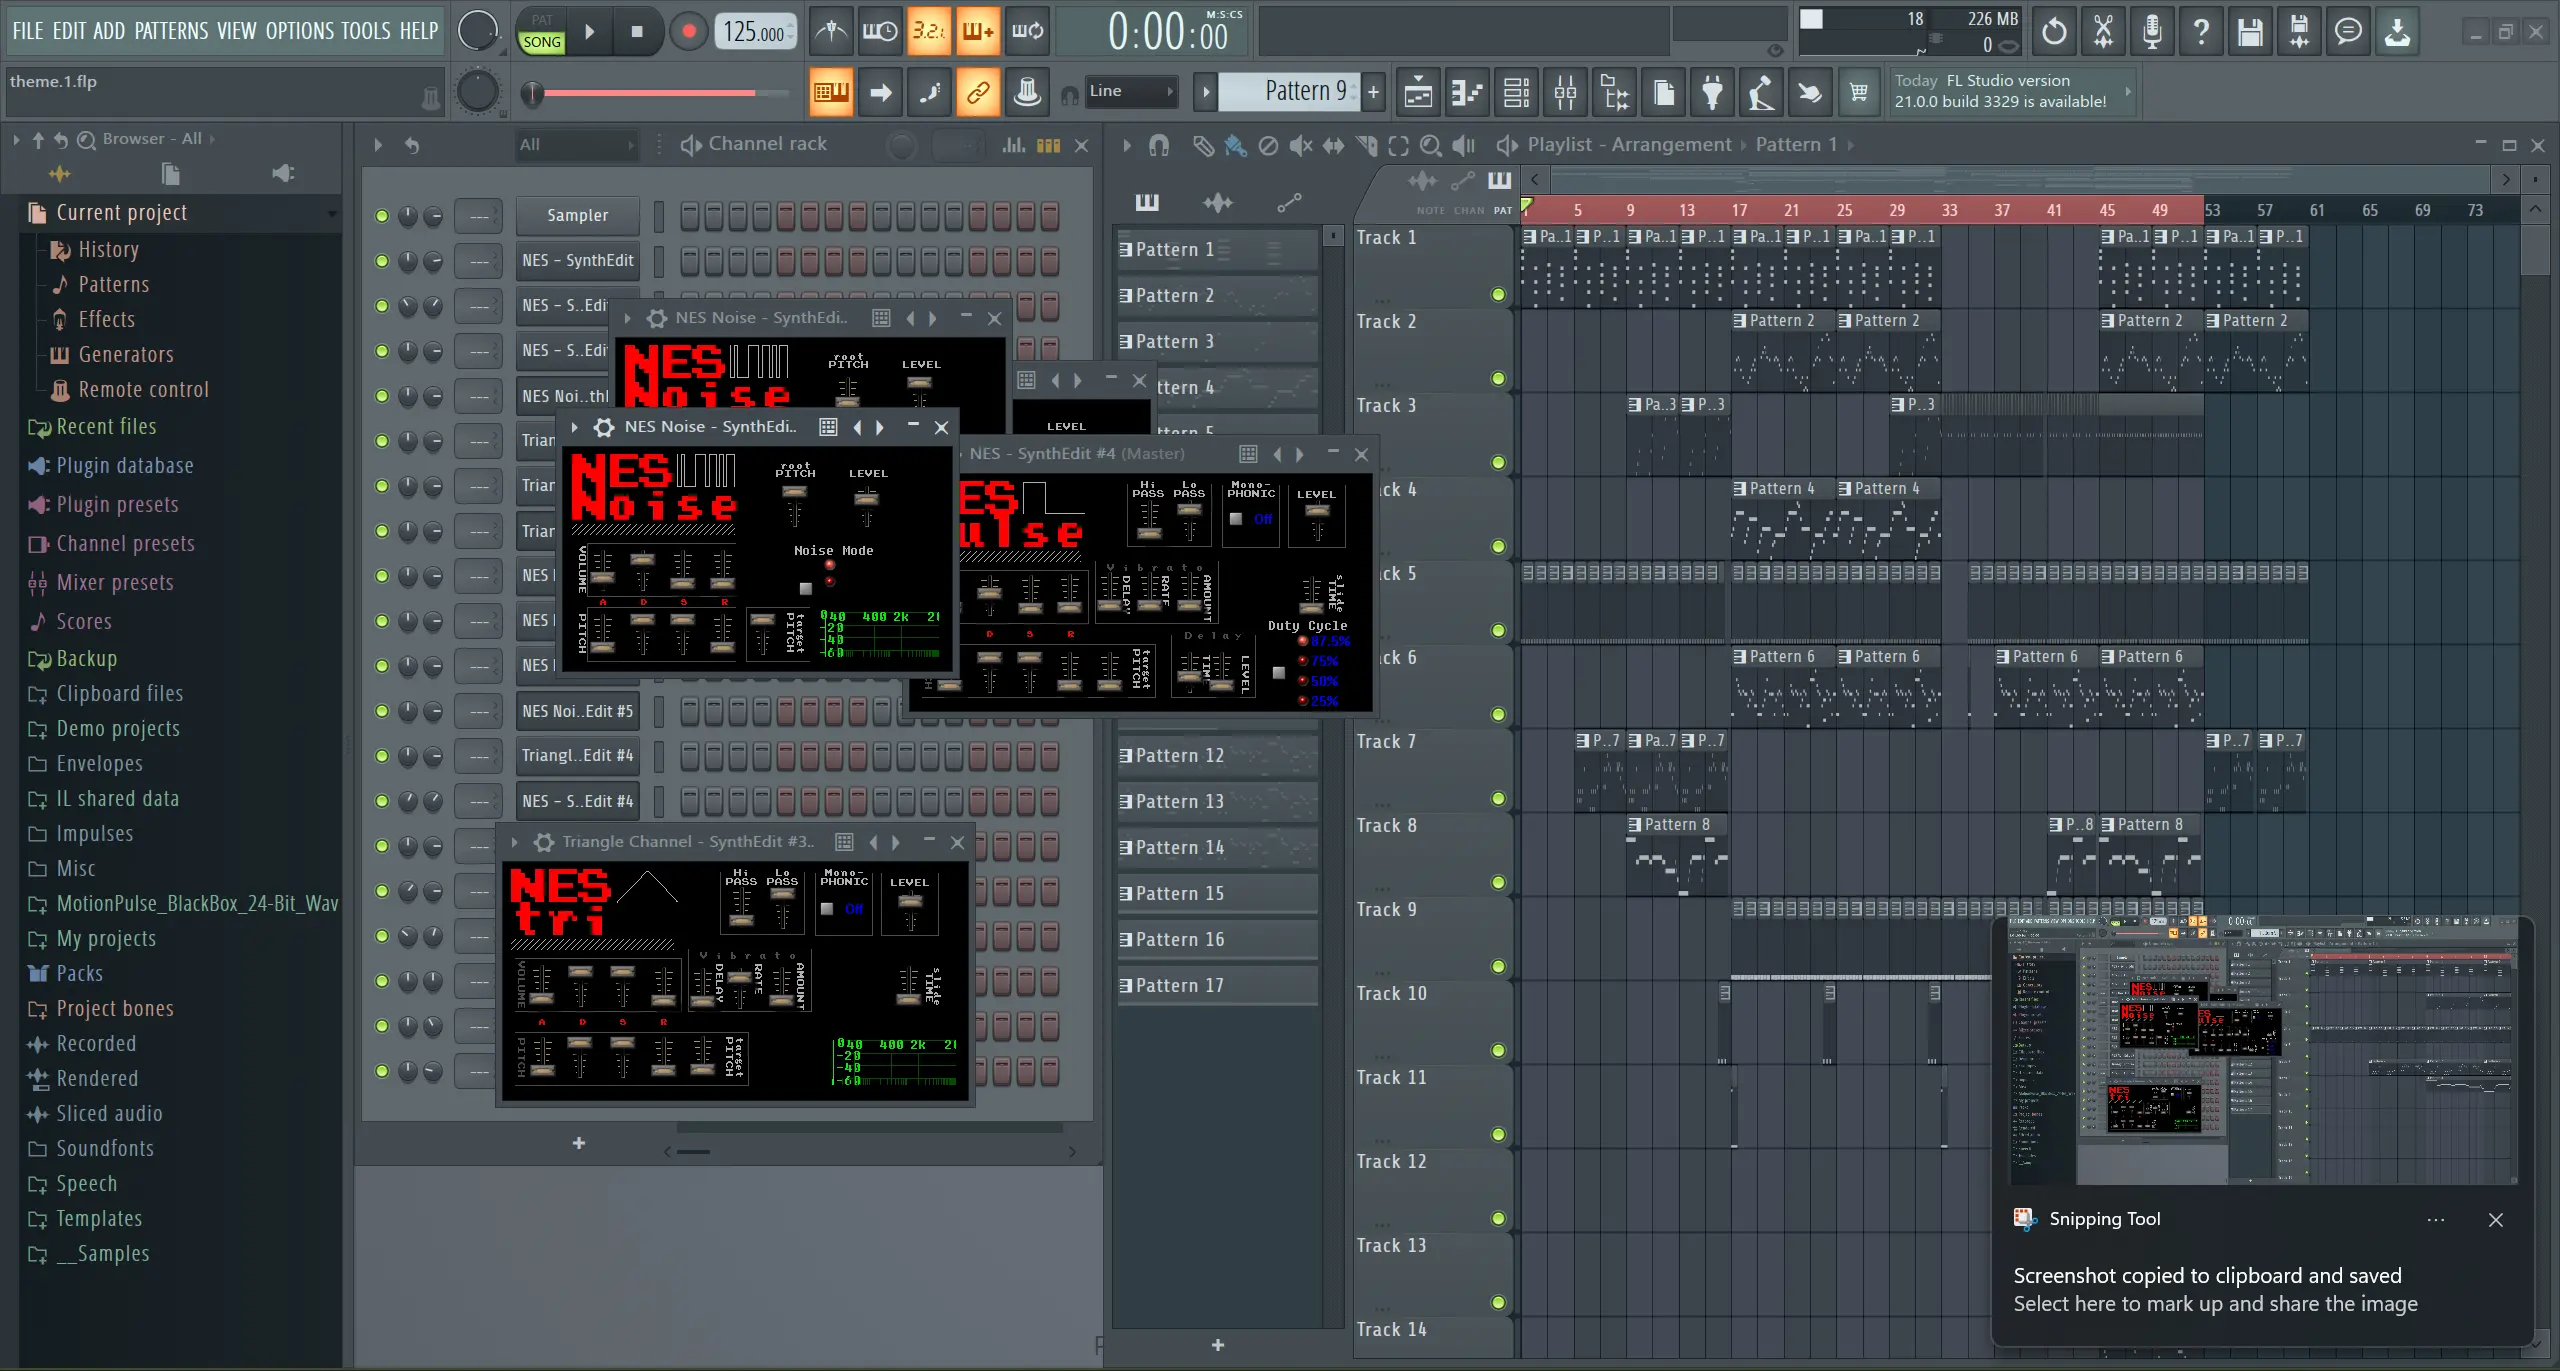 FILE EDIT ADD PATTERNS VIEW OPTIONS TOOLS HELP
PAT
SONG
125.000
3.2.
0:00:00
M:S:CS
18
226 MB
0
theme.1.flp
Line
Pattern 9
Today FL Studio version
21.0.0 build 3329 is available!
Browser - All
Current project
History
Patterns
Effects
Generators
Remote control
Recent files
Plugin database
Plugin presets
Channel presets
Mixer presets
Scores
Backup
Clipboard files
Demo projects
Envelopes
IL shared data
Impulses
Misc
MotionPulse_BlackBox_24-Bit_Wav
My projects
Packs
Project bones
Recorded
Rendered
Sliced audio
Soundfonts
Speech
Templates
__Samples
All
Channel rack
Sampler
NES - SynthEdit
NES - S..Edit
NES - S..Edit
NES Noi..
Trian
Trian
Trian
NES
NES
NES
NES Noi..Edit #5
Triangl..Edit #4
NES - S..Edit #4
NES Noise - SynthEdi..
NES
Noise
root
PITCH
LEVEL
LEVEL
NES Noise - SynthEdi..
NES
Noise
root
PITCH
LEVEL
Noise Mode
VOLUME
A D S R
PITCH
target
PITCH
0 40 400 2k
-20
-40
-60
NES - SynthEdit #4 (Master)
ES
ulse
Hi
PASS
Lo
PASS
Mono-
PHONIC
Off
LEVEL
Vibrato
DELAY
RATE
AMOUNT
slide
TIME
D S R
Duty Cycle
87.5%
75%
50%
25%
target
PITCH
Delay
TIME
LEVEL
Triangle Channel - SynthEdit #3..
NES
tri
Hi
PASS
Lo
PASS
Mono-
PHONIC
Off
LEVEL
VOLUME
Vibrato
DELAY
RATE
AMOUNT
slide
TIME
A D S R
PITCH
target
PITCH
0 40 400 2k
-20
-40
-60
Playlist - Arrangement Pattern 1
NOTE CHAN PAT
5 9 13 17 21 25 29 33 37 41 45 49 53 57 61 65 69 73
Pattern 1
Pattern 2
Pattern 3
ttern 4
ttern 5
Pattern 12
Pattern 13
Pattern 14
Pattern 15
Pattern 16
Pattern 17
Track 1
Pa..1 P..1 Pa..1 P..1 Pa..1 P..1 Pa..1 P..1 Pa..1 P..1 Pa..1 P..1
Track 2
Pattern 2 Pattern 2 Pattern 2 Pattern 2
Track 3
Pa..3 P..3 P..3
ck 4
Pattern 4 Pattern 4
ck 5
ck 6
Pattern 6 Pattern 6 Pattern 6 Pattern 6
Track 7
P..7 Pa..7 P..7 P..7 P..7
Track 8
Pattern 8 P..8 Pattern 8
Track 9
Track 10
Track 11
Track 12
Track 13
Track 14
Snipping Tool
Screenshot copied to clipboard and saved
Select here to mark up and share the image